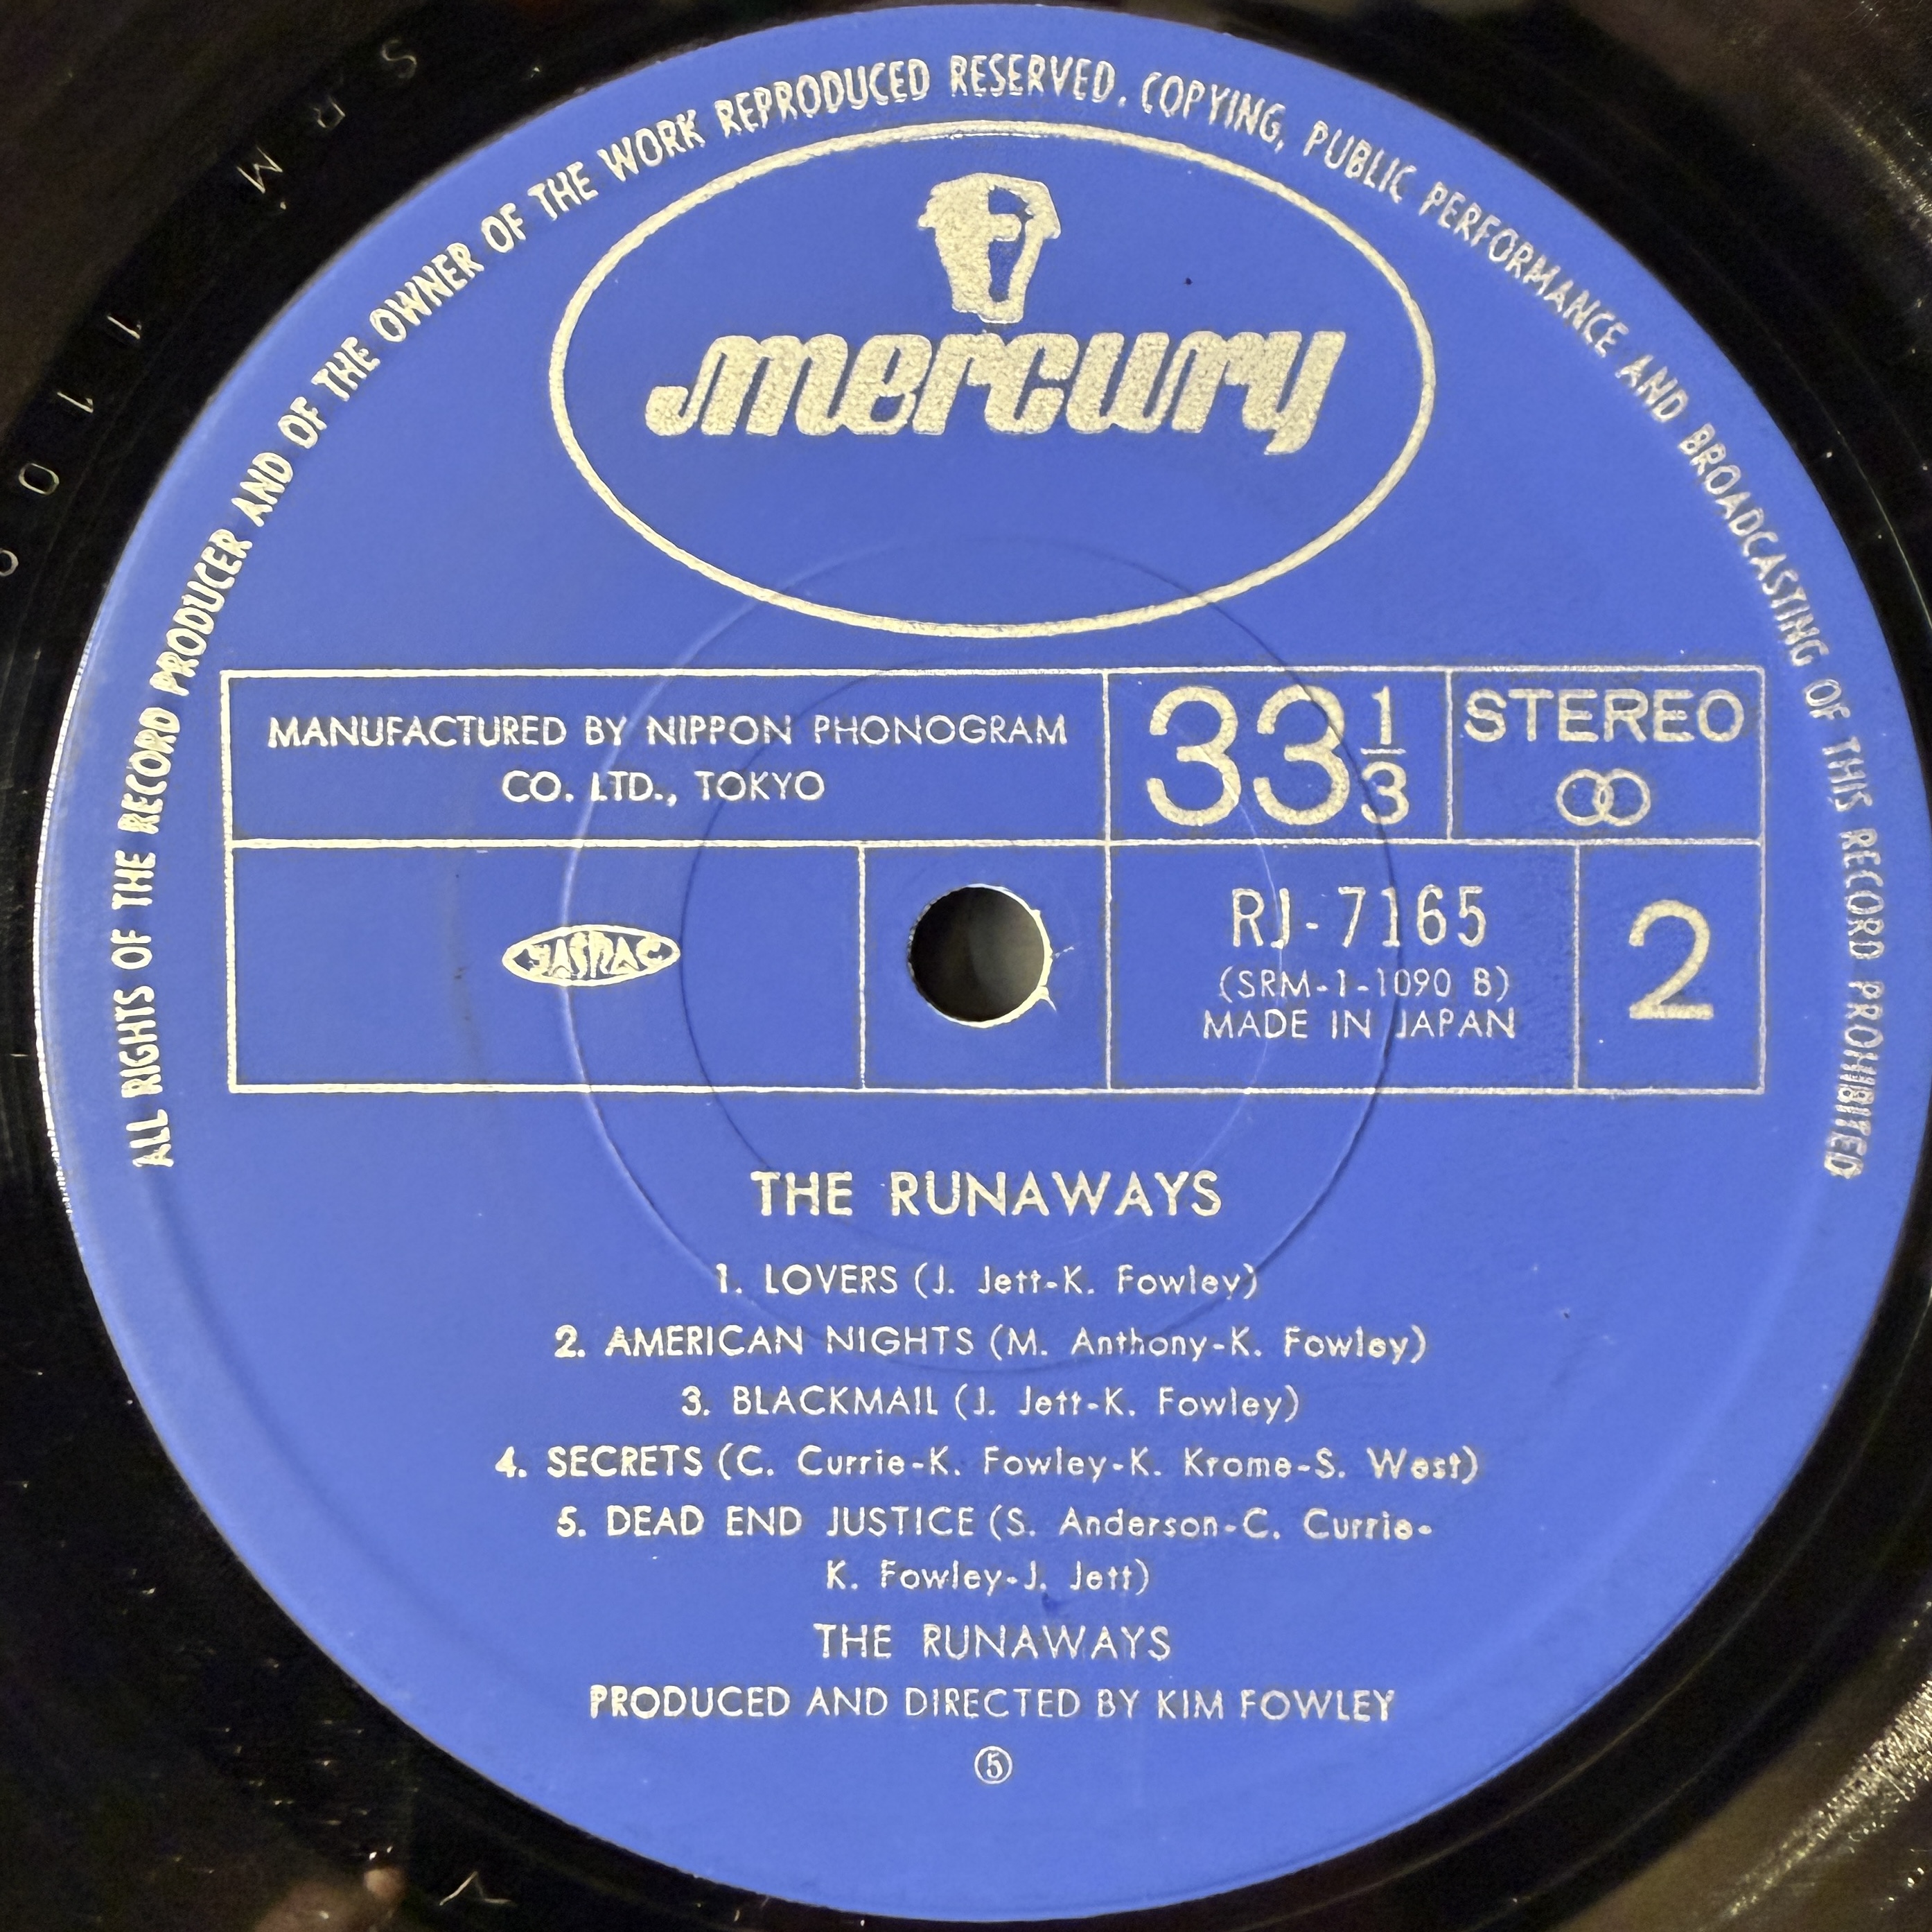 ALL RIGHTS OF THE RECORD PRODUCER AND OF THE OWNER OF THE WORK REPRODUCED RESERVED. COPYING, PUBLIC PERFORMANCE AND BROADCASTING OF THIS RECORD PROHIBITED
mercury
MANUFACTURED BY NIPPON PHONOGRAM
CO. LTD., TOKYO
33 1/3
STEREO
JASRAC
RJ-7165
(SRM-1-1090 B)
MADE IN JAPAN
2
THE RUNAWAYS
1. LOVERS (J. Jett-K. Fowley)
2. AMERICAN NIGHTS (M. Anthony-K. Fowley)
3. BLACKMAIL (J. Jett-K. Fowley)
4. SECRETS (C. Currie-K. Fowley-K. Krome-S. West)
5. DEAD END JUSTICE (S. Anderson-C. Currie-
K. Fowley-J. Jett)
THE RUNAWAYS
PRODUCED AND DIRECTED BY KIM FOWLEY
⑤